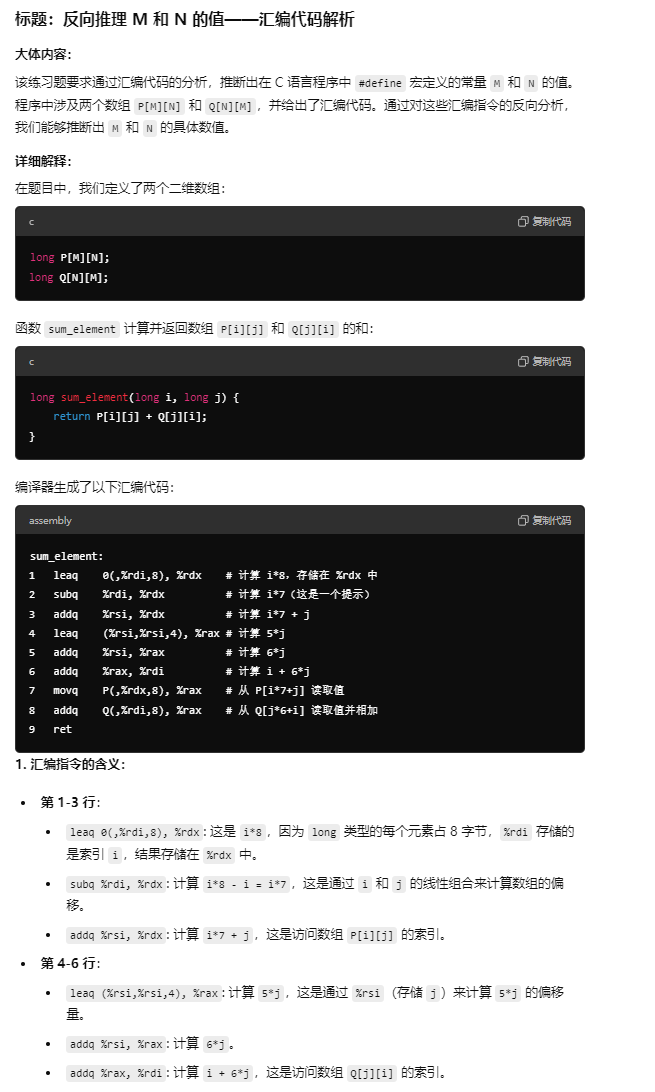 标题：反向推理 M 和 N 的值——汇编代码解析
大体内容：
该练习题要求通过汇编代码的分析，推断出在 C 语言程序中 #define 宏定义的常量 M 和 N 的值。
程序中涉及两个数组 P[M][N] 和 Q[N][M]，并给出了汇编代码。通过对这些汇编指令的反向分析，
我们能够推断出 M 和 N 的具体数值。
详细解释：
在题目中，我们定义了两个二维数组：
c 复制代码
long P[M][N];
long Q[N][M];
函数 sum_element 计算并返回数组 P[i][j] 和 Q[j][i] 的和：
c 复制代码
long sum_element(long i, long j) {
    return P[i][j] + Q[j][i];
}
编译器生成了以下汇编代码：
assembly 复制代码
sum_element:
1   leaq    0(,%rdi,8), %rdx    # 计算 i*8，存储在 %rdx 中
2   subq    %rdi, %rdx          # 计算 i*7（这是一个提示）
3   addq    %rsi, %rdx          # 计算 i*7 + j
4   leaq    (%rsi,%rsi,4), %rax # 计算 5*j
5   addq    %rsi, %rax          # 计算 6*j
6   addq    %rax, %rdi          # 计算 i + 6*j
7   movq    P(,%rdx,8), %rax    # 从 P[i*7+j] 读取值
8   addq    Q(,%rdi,8), %rax    # 从 Q[j*6+i] 读取值并相加
9   ret
1. 汇编指令的含义：
• 第 1-3 行：
• leaq 0(,%rdi,8), %rdx：这是 i*8，因为 long 类型的每个元素占 8 字节，%rdi 存储的
是索引 i，结果存储在 %rdx 中。
• subq %rdi, %rdx：计算 i*8 - i = i*7，这是通过 i 和 j 的线性组合来计算数组的偏
移。
• addq %rsi, %rdx：计算 i*7 + j，这是访问数组 P[i][j] 的索引。
• 第 4-6 行：
• leaq (%rsi,%rsi,4), %rax：计算 5*j，这是通过 %rsi（存储 j）来计算 5*j 的偏移
量。
• addq %rsi, %rax：计算 6*j。
• addq %rax, %rdi：计算 i + 6*j，这是访问数组 Q[j][i] 的索引。